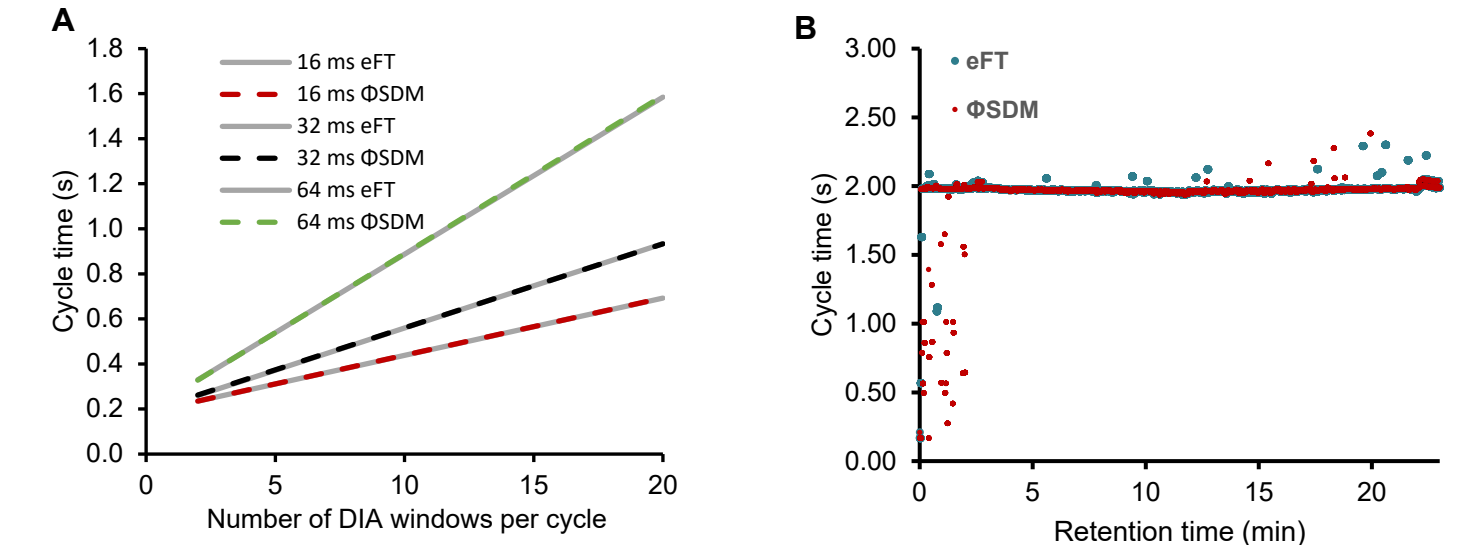 A
1.8
1.6
1.4
1.2
1.0
0.8
0.6
0.4
0.2
0.0
Cycle time (s)
16 ms eFT
16 ms ΦSDM
32 ms eFT
32 ms ΦSDM
64 ms eFT
64 ms ΦSDM
0 5 10 15 20
Number of DIA windows per cycle
B
3.00
2.50
2.00
1.50
1.00
0.50
0.00
Cycle time (s)
eFT
ΦSDM
0 5 10 15 20
Retention time (min)